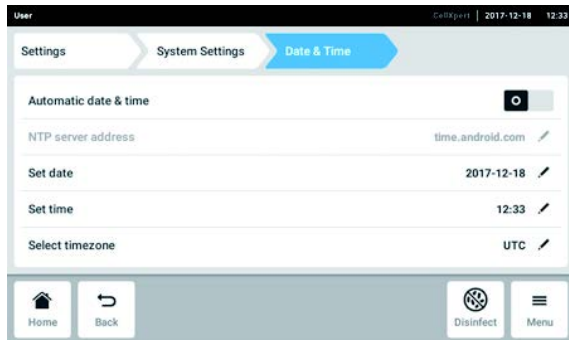 User CellXpert | 2017-12-18 12:33
Settings System Settings Date & Time
Automatic date & time
NTP server address time.android.com
Set date 2017-12-18
Set time 12:33
Select timezone UTC
Home Back Disinfect Menu